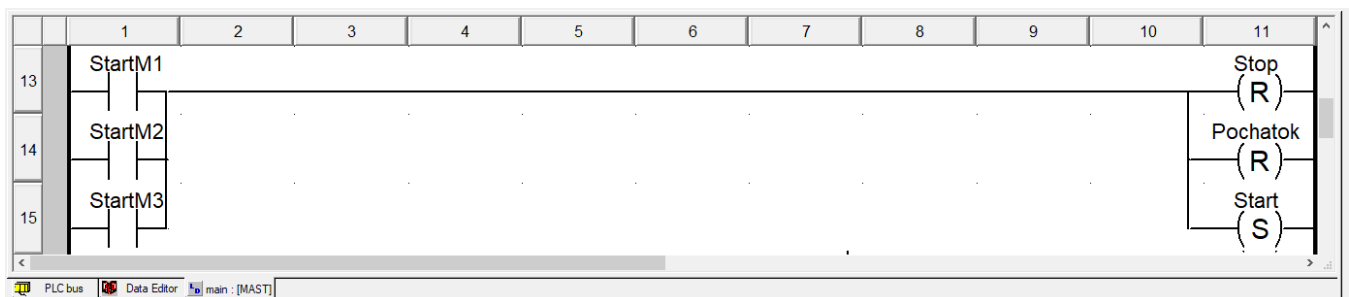 1 2 3 4 5 6 7 8 9 10 11
13 StartM1 Stop
R
14 StartM2 Pochatok
R
15 StartM3 Start
S
PLC bus Data Editor main : [MAST]